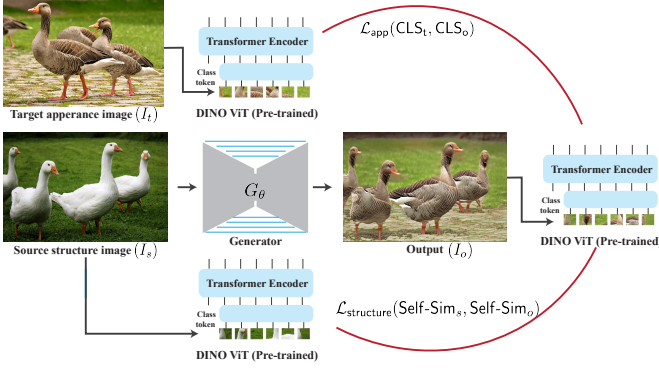 Transformer Encoder
Class
token
DINO ViT (Pre-trained)
Target apperance image (I_t)
L_app(CLS_t, CLS_o)
G_θ
Generator
Source structure image (I_s)
Output (I_o)
Transformer Encoder
Class
token
DINO ViT (Pre-trained
Transformer Encoder
Class
token
DINO ViT (Pre-trained)
L_structure(Self-Sim_s, Self-Sim_o)